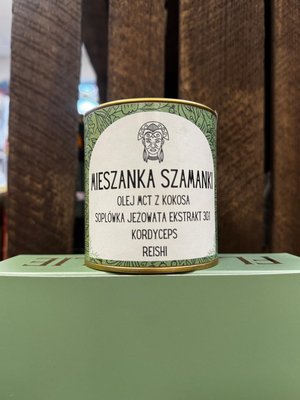 MIESZANKA SZAMANKI
OLEJ MCT Z KOKOSA
SOPLÓWKA JEŻOWATA EKSTRAKT 30:1
KORDYCEPS
REISHI